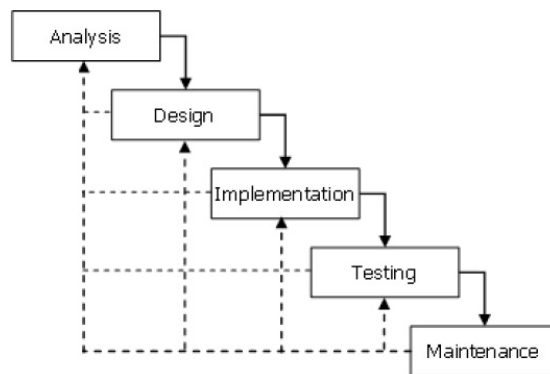 Analysis
Design
Implementation
Testing
Maintenance